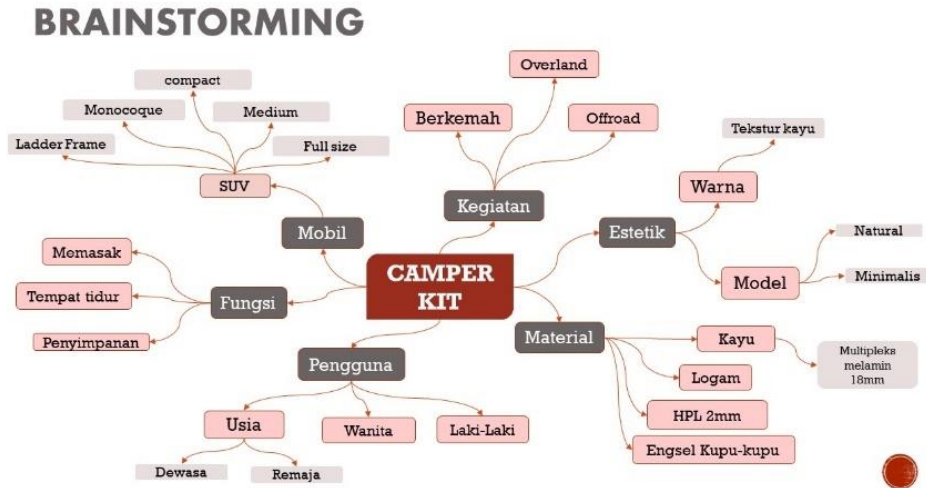 BRAINSTORMING
compact
Monocoque
Medium
Ladder Frame
Full size
SUV
Mobil
Overland
Berkemah
Offroad
Kegiatan
Tekstur kayu
Warna
Estetik
Natural
Model
Minimalis
CAMPER
KIT
Memasak
Tempat tidur
Fungsi
Penyimpanan
Material
Kayu
Multipleks
melamin
18mm
Logam
HPL 2mm
Engsel Kupu-kupu
Pengguna
Usia
Wanita
Laki-Laki
Dewasa
Remaja